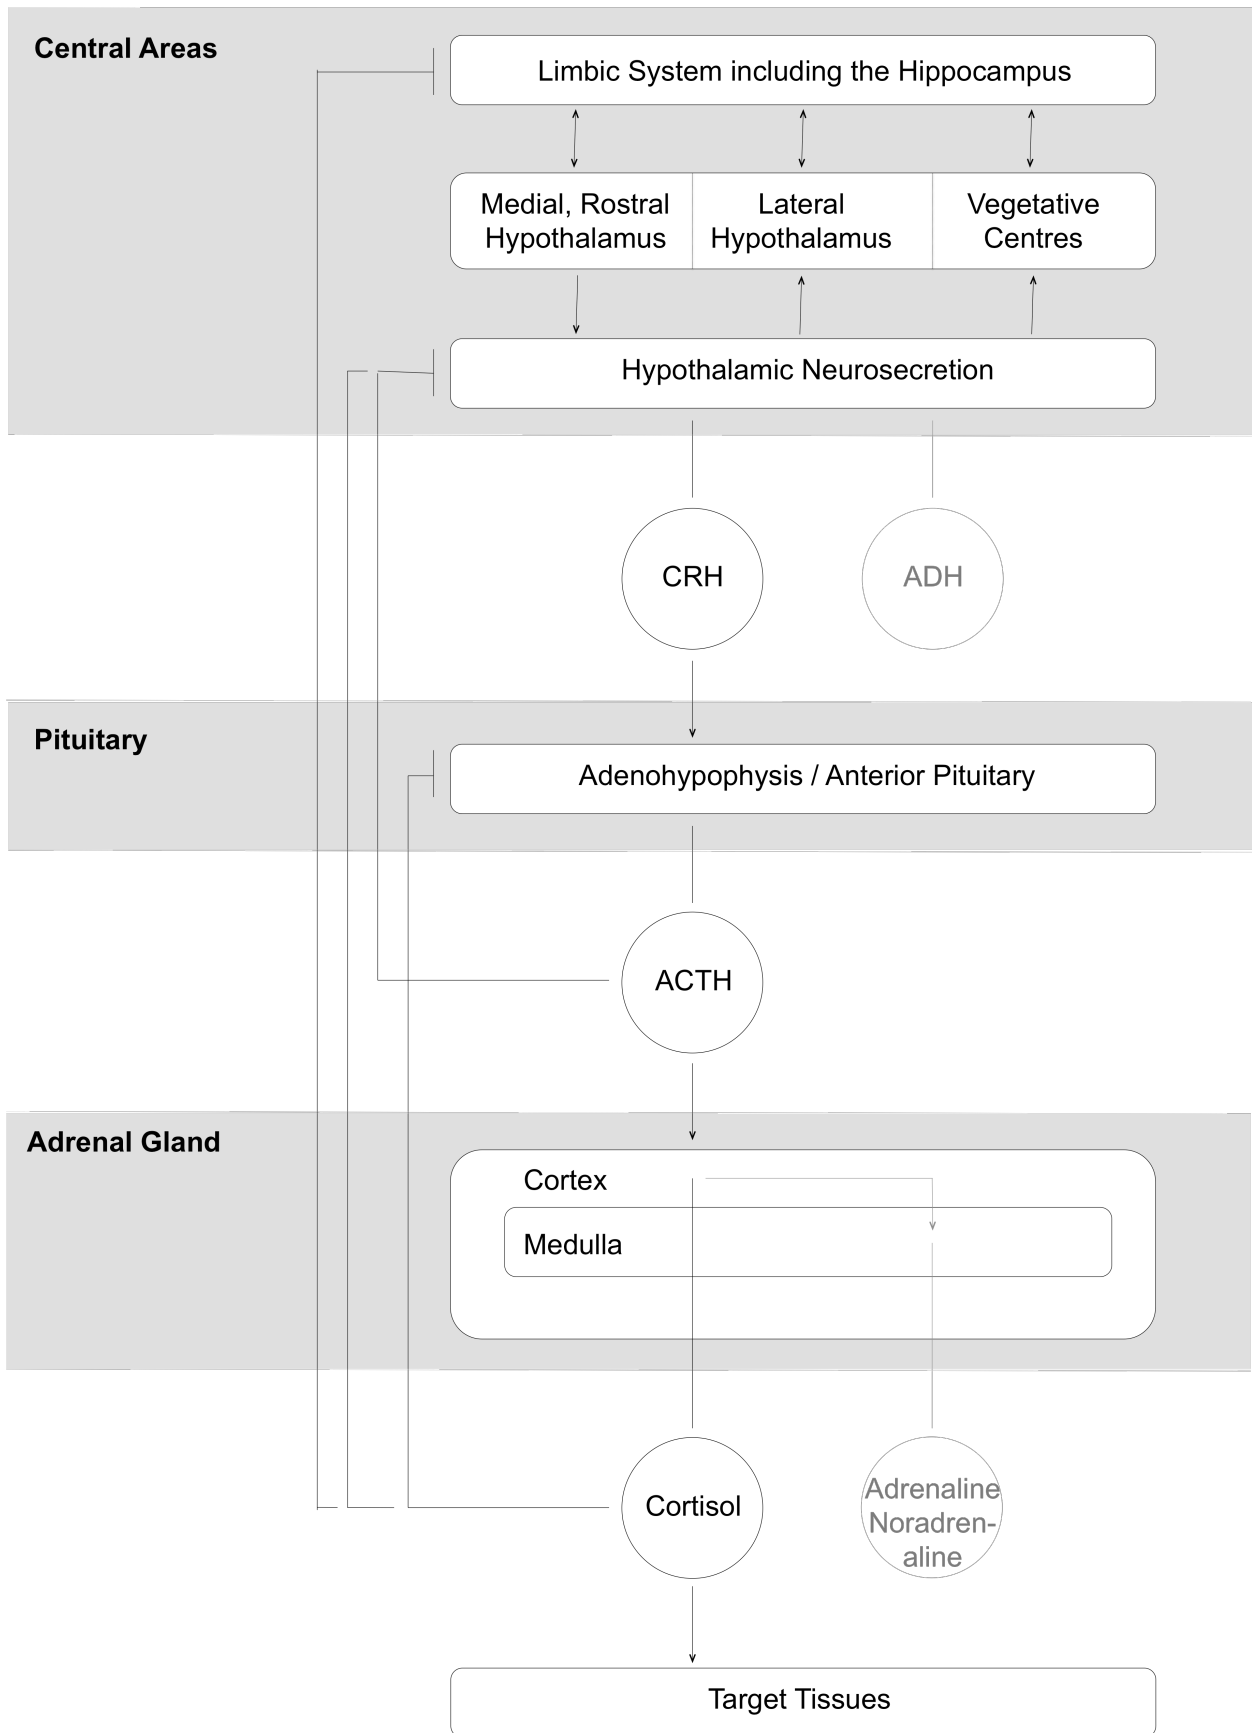 Central Areas
Limbic System including the Hippocampus
Medial, Rostral
Hypothalamus
Lateral
Hypothalamus
Vegetative
Centres
Hypothalamic Neurosecretion
CRH
ADH
Pituitary
Adenohypophysis / Anterior Pituitary
ACTH
Adrenal Gland
Cortex
Medulla
Cortisol
Adrenaline
Noradren-
aline
Target Tissues